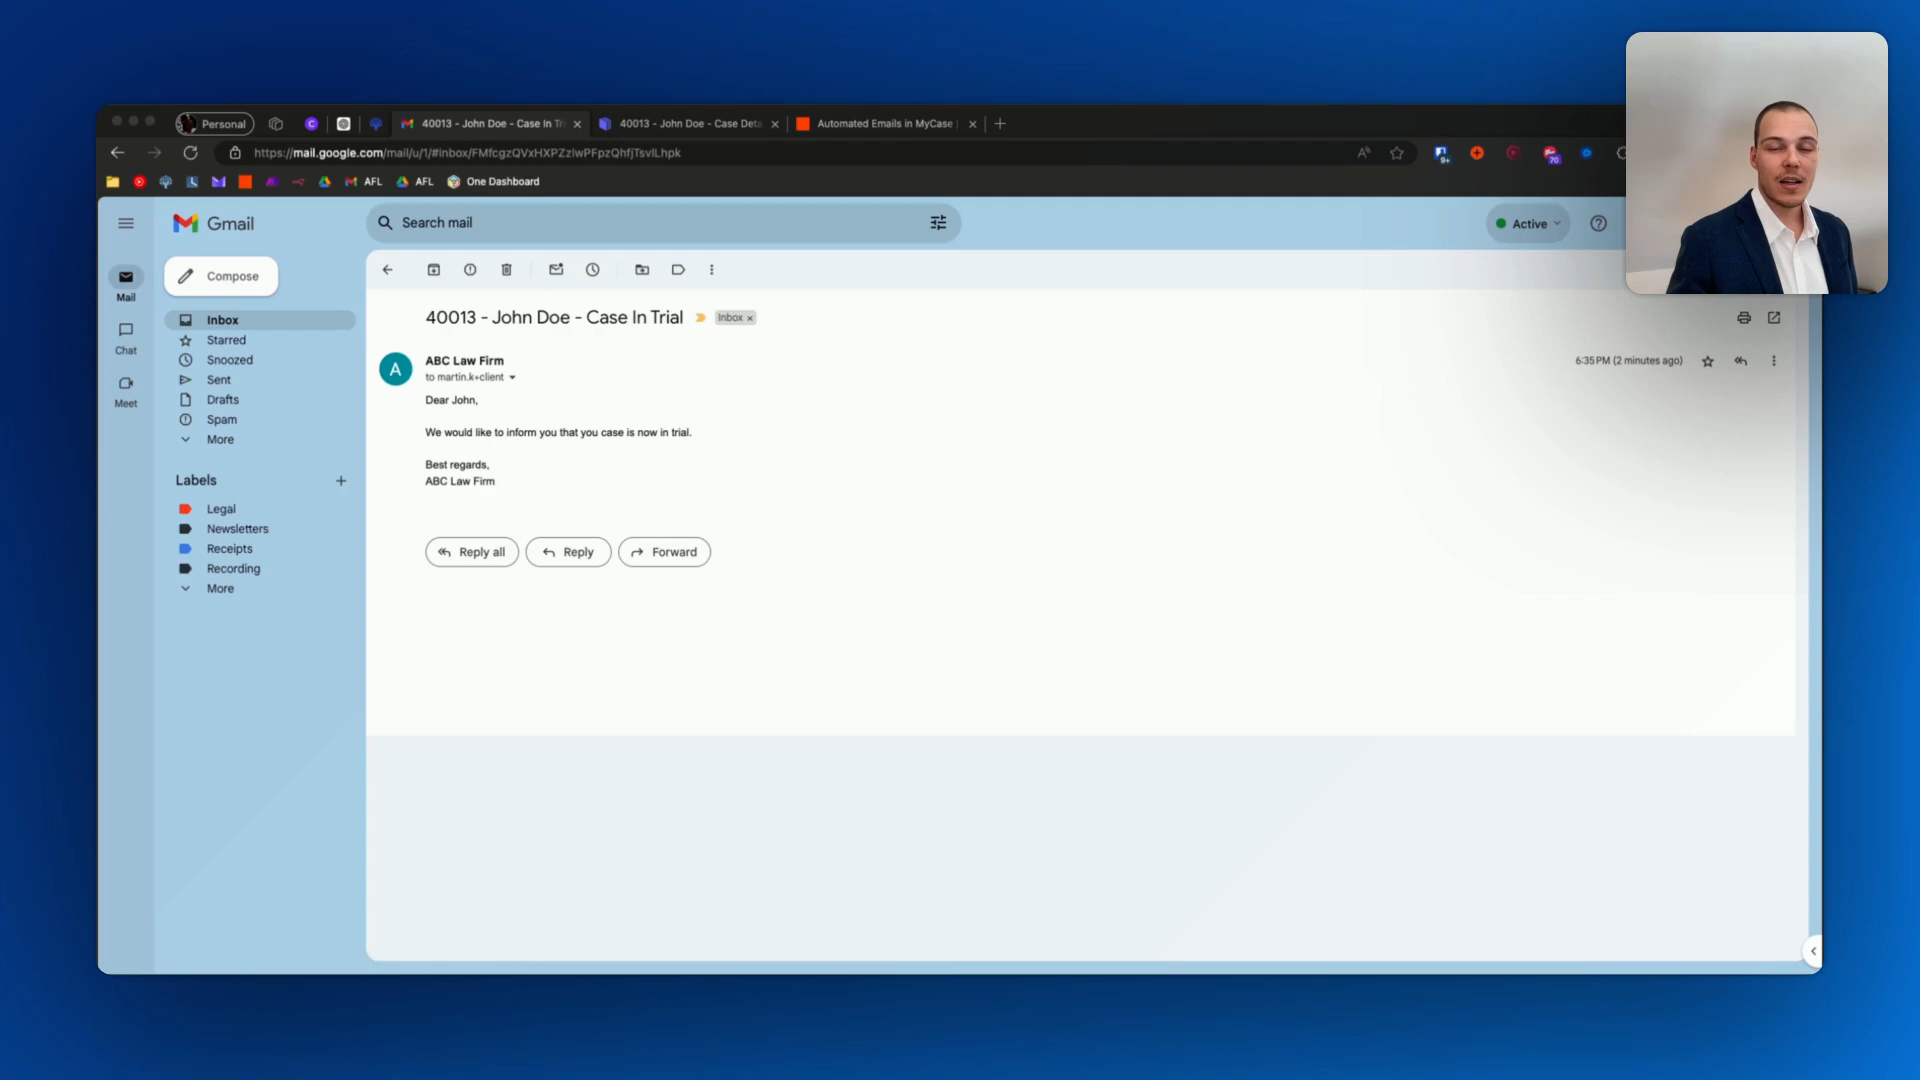 Personal
40013 - John Doe - Case In Tr
40013 - John Doe - Case Deta
Automated Emails in MyCase
https://mail.google.com/mail/u/1/#inbox/FMfcgzQVxHXPZzlwPFpzQhfjTsvlLhpk
9+
20
AFL
AFL
One Dashboard
Gmail
Search mail
Active
Compose
Mail
Chat
Meet
Inbox
Starred
Snoozed
Sent
Drafts
Spam
More
Labels
Legal
Newsletters
Receipts
Recording
More
40013 - John Doe - Case In Trial
Inbox
A
ABC Law Firm
6:35 PM (2 minutes ago)
to martin.k+client
Dear John,
We would like to inform you that you case is now in trial.
Best regards,
ABC Law Firm
Reply all
Reply
Forward